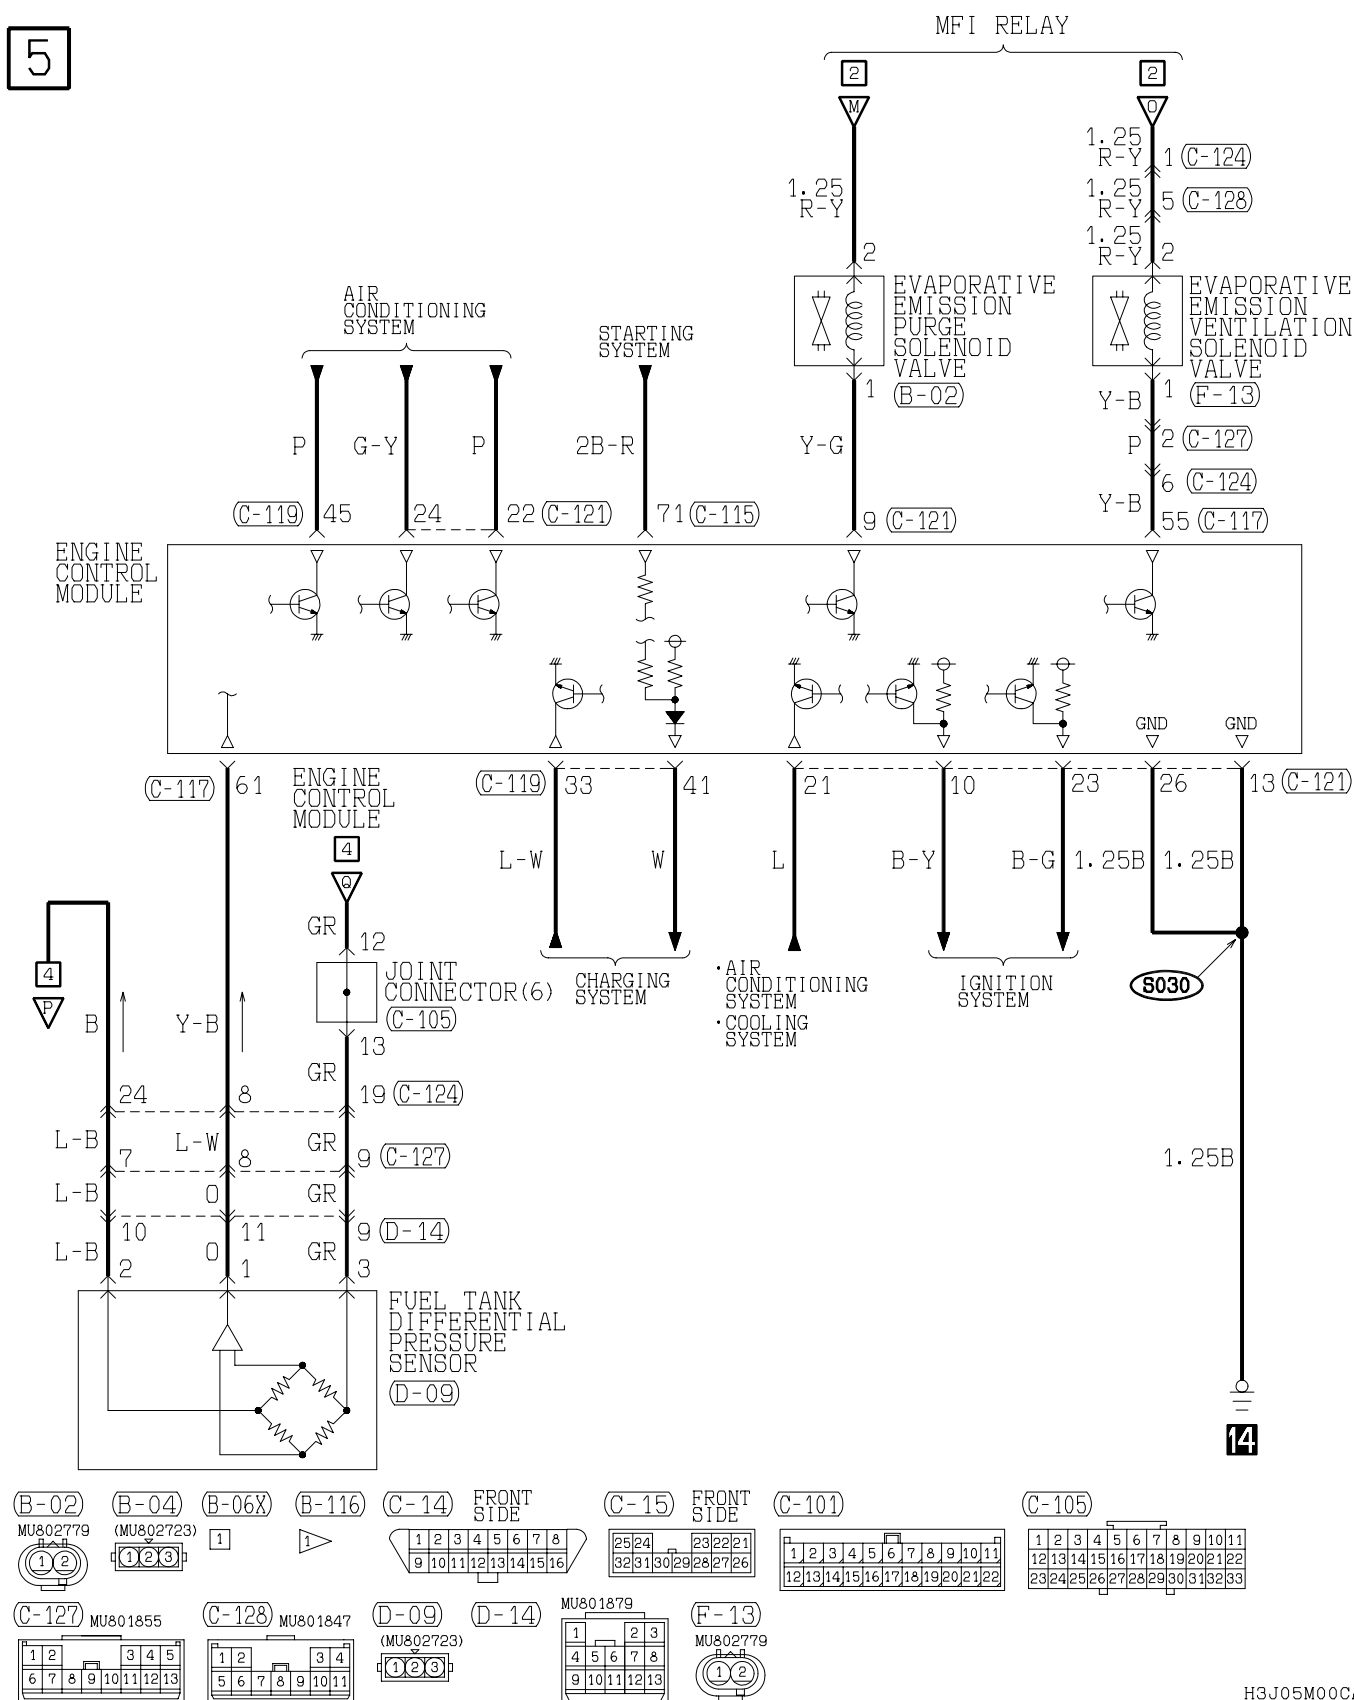 5
MFI RELAY
2 2
M O
1.25
R-Y 1 (C-124)
1.25
R-Y 5 (C-128)
1.25
R-Y 2
1.25
R-Y
2
AIR
CONDITIONING
SYSTEM
STARTING
SYSTEM
EVAPORATIVE
EMISSION
PURGE
SOLENOID
VALVE
1 (B-02)
EVAPORATIVE
EMISSION
VENTILATION
SOLENOID
VALVE
1 (F-13)
Y-B
P 2 (C-127)
6 (C-124)
Y-B
P G-Y P 2B-R Y-G
(C-119) 45 24 22 (C-121) 71 (C-115) 9 (C-121) 55 (C-117)
ENGINE
CONTROL
MODULE
GND GND
(C-117) 61
ENGINE
CONTROL
MODULE
(C-119) 33 41 21 10 23 26 13 (C-121)
4
Q
L-W W L B-Y B-G 1.25B 1.25B
GR 12
4
P
JOINT
CONNECTOR(6)
(C-105)
CHARGING
SYSTEM
·AIR
CONDITIONING
SYSTEM
·COOLING
SYSTEM
IGNITION
SYSTEM
S030
B Y-B
13
GR
24 8 19 (C-124)
L-B L-W GR
7 8 9 (C-127)
1.25B
L-B O GR
10 11 9 (D-14)
L-B O GR
2 1 3
FUEL TANK
DIFFERENTIAL
PRESSURE
SENSOR
(D-09)
14
(B-02) (B-04) (B-06X) (B-116) (C-14) FRONT
SIDE (C-15) FRONT
SIDE (C-101) (C-105)
MU802779 (MU802723)
1 2
1 2 3
1
1
1 2 3 4 5 6 7 8
9 10 11 12 13 14 15 16
25 24 23 22 21
32 31 30 29 28 27 26
1 2 3 4 5 6 7 8 9 10 11
12 13 14 15 16 17 18 19 20 21 22
1 2 3 4 5 6 7 8 9 10 11
12 13 14 15 16 17 18 19 20 21 22
23 24 25 26 27 28 29 30 31 32 33
(C-127) MU801855 (C-128) MU801847 (D-09) (D-14) MU801879 (F-13)
(MU802723) MU802779
1 2 3 4 5
6 7 8 9 10 11 12 13
1 2 3 4
5 6 7 8 9 10 11
1 2 3
1 2 3
4 5 6 7 8
9 10 11 12 13
1 2
H3J05M00C